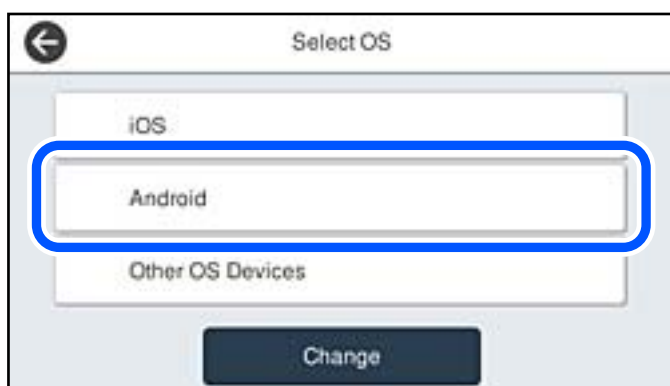 Select OS
iOS
Android
Other OS Devices
Change